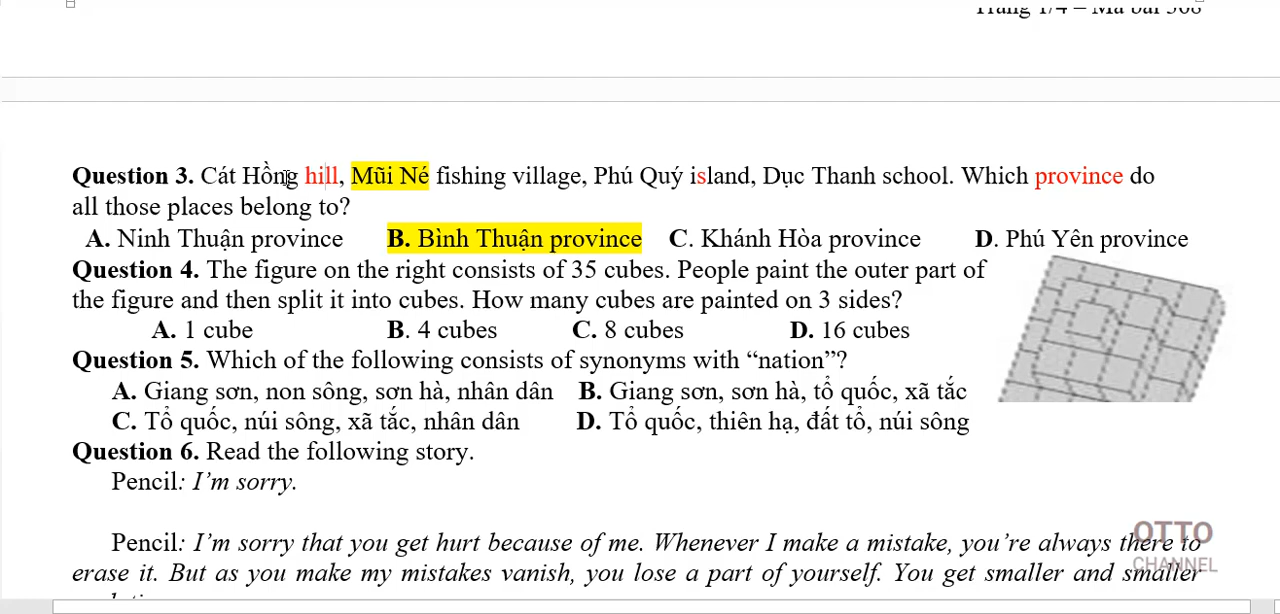 Trang 1/4 – Mã bài 508
Question 3. Cát Hồng hill, Mũi Né fishing village, Phú Quý island, Dục Thanh school. Which province do
all those places belong to?
A. Ninh Thuận province B. Bình Thuận province C. Khánh Hòa province D. Phú Yên province
Question 4. The figure on the right consists of 35 cubes. People paint the outer part of
the figure and then split it into cubes. How many cubes are painted on 3 sides?
A. 1 cube B. 4 cubes C. 8 cubes D. 16 cubes
Question 5. Which of the following consists of synonyms with “nation”?
A. Giang sơn, non sông, sơn hà, nhân dân B. Giang sơn, sơn hà, tổ quốc, xã tắc
C. Tổ quốc, núi sông, xã tắc, nhân dân D. Tổ quốc, thiên hạ, đất tổ, núi sông
Question 6. Read the following story.
Pencil: I’m sorry.
Pencil: I’m sorry that you get hurt because of me. Whenever I make a mistake, you’re always there to
erase it. But as you make my mistakes vanish, you lose a part of yourself. You get smaller and smaller
OTTO
CHANNEL